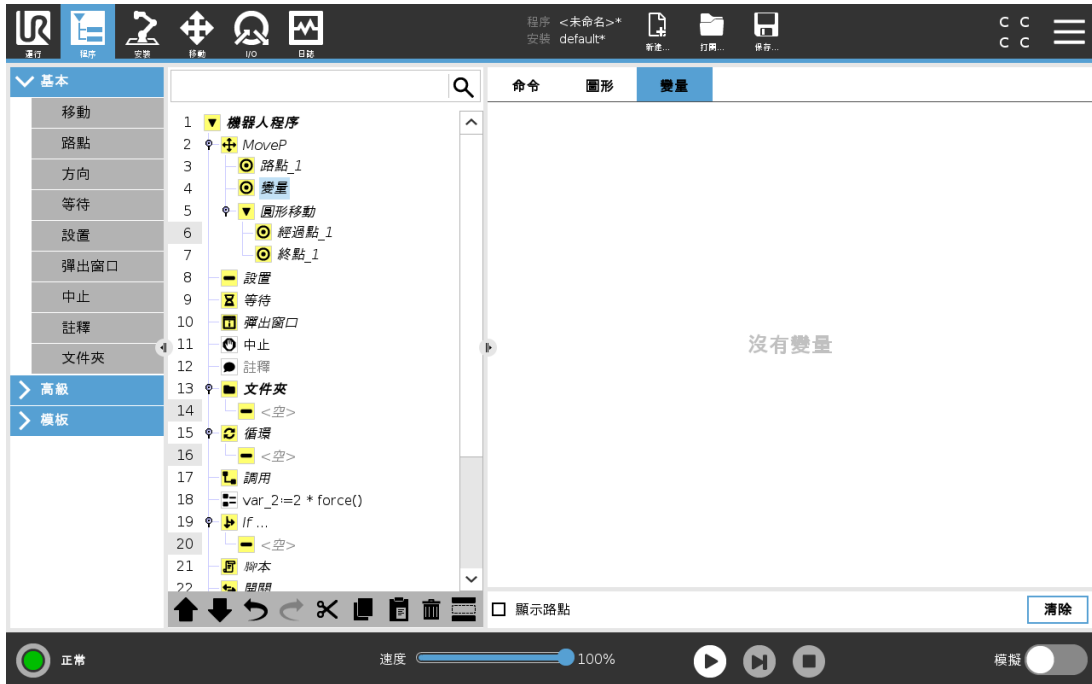 UR
運行
程序
安裝
移動
I/O
日誌
程序 <未命名>*
安裝 default*
新建...
打開...
保存...
C C
C C
基本
移動
路點
方向
等待
設置
彈出窗口
中止
註釋
文件夾
高級
模板
1 機器人程序
2 MoveP
3 路點_1
4 變量
5 圓形移動
6 經過點_1
7 終點_1
8 設置
9 等待
10 彈出窗口
11 中止
12 註釋
13 文件夾
14 <空>
15 循環
16 <空>
17 調用
18 var_2:=2 * force()
19 If ...
20 <空>
21 腳本
22 開關
命令 圖形 變量
沒有變量
顯示路點 清除
正常 速度 100% 模擬